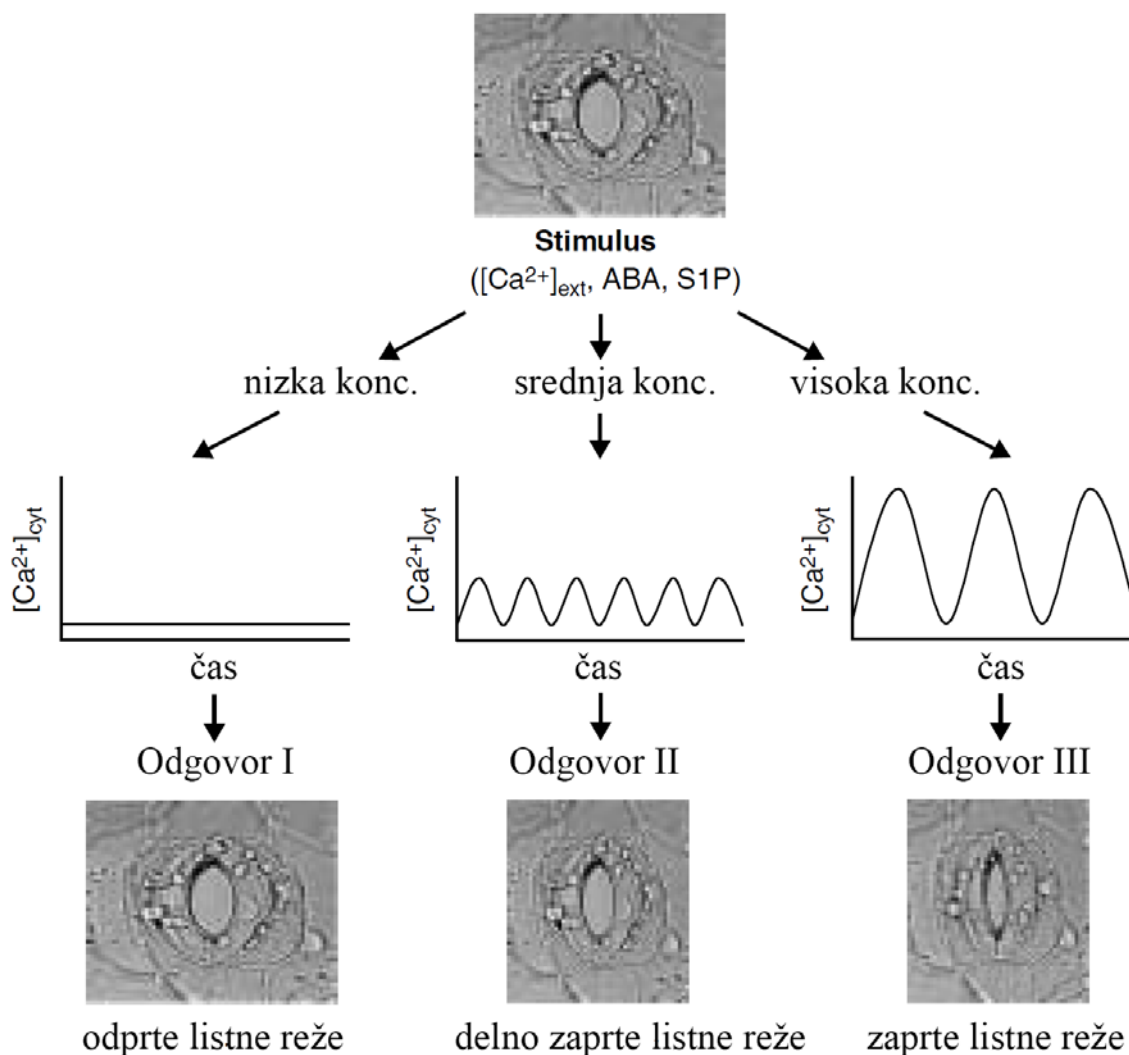 Stimulus
([Ca²⁺]ext, ABA, S1P)
nizka konc.
srednja konc.
visoka konc.
[Ca²⁺]cyt
[Ca²⁺]cyt
[Ca²⁺]cyt
čas
čas
čas
Odgovor I
Odgovor II
Odgovor III
odprte listne reže
delno zaprte listne reže
zaprte listne reže